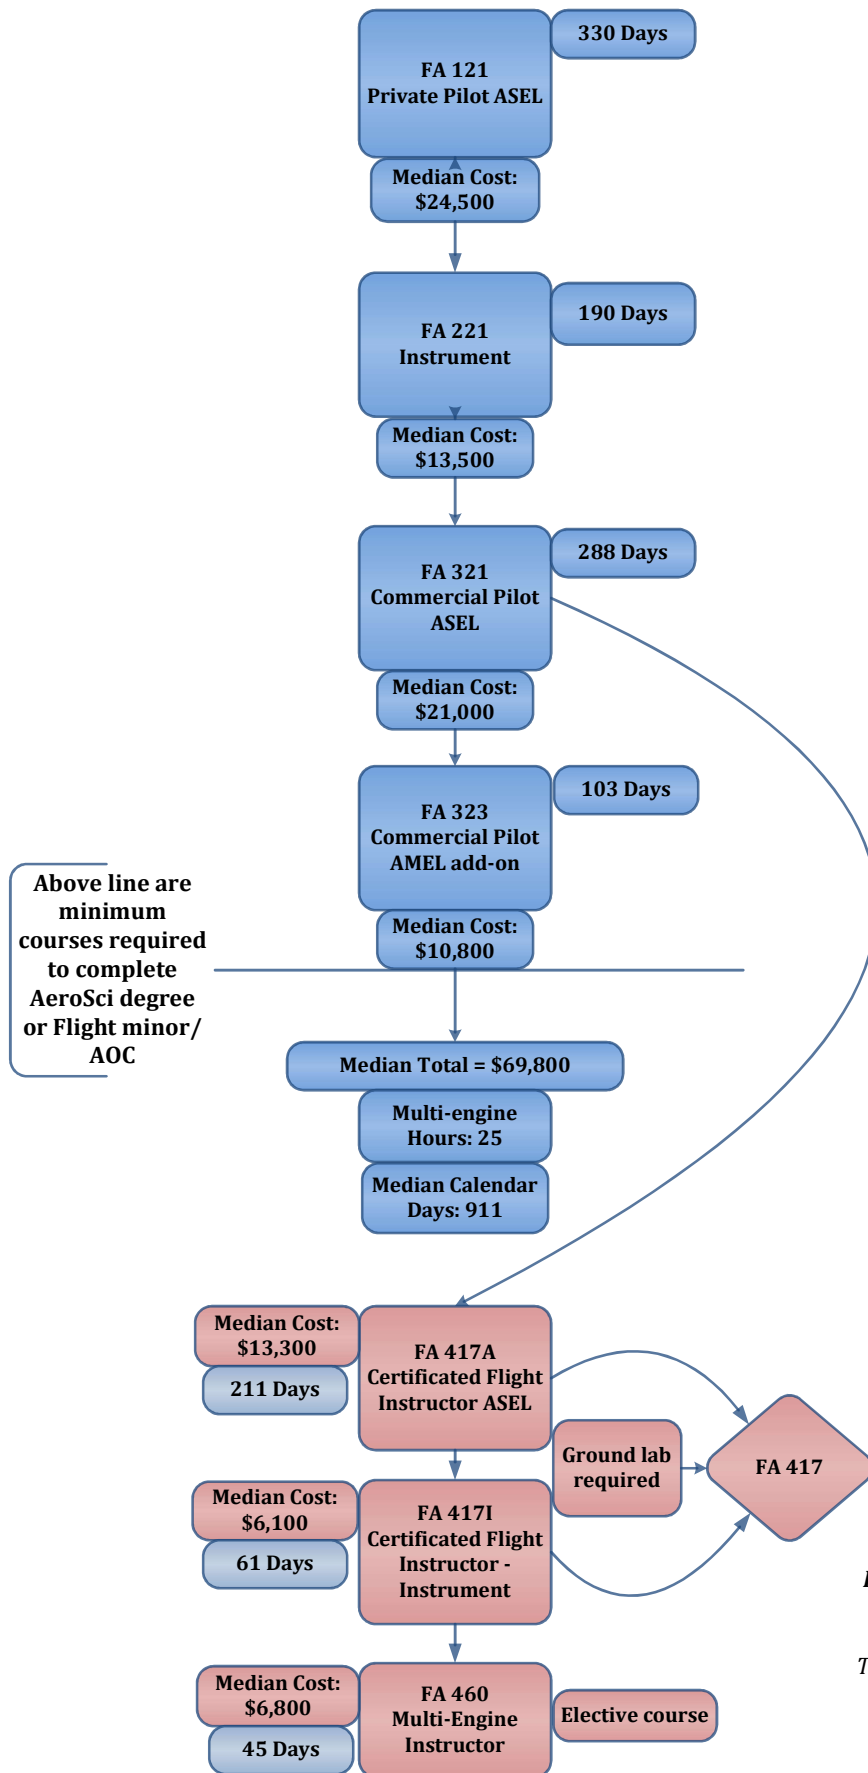 330 Days
FA 121
Private Pilot ASEL
Median Cost:
$24,500
190 Days
FA 221
Instrument
Median Cost:
$13,500
288 Days
FA 321
Commercial Pilot
ASEL
Median Cost:
$21,000
103 Days
FA 323
Commercial Pilot
AMEL add-on
Median Cost:
$10,800
Above line are
minimum
courses required
to complete
AeroSci degree
or Flight minor/
AOC
Median Total = $69,800
Multi-engine
Hours: 25
Median Calendar
Days: 911
Median Cost:
$13,300
211 Days
FA 417A
Certificated Flight
Instructor ASEL
Ground lab
required
FA 417
Median Cost:
$6,100
61 Days
FA 417I
Certificated Flight
Instructor -
Instrument
T
Median Cost:
$6,800
45 Days
FA 460
Multi-Engine
Instructor
Elective course